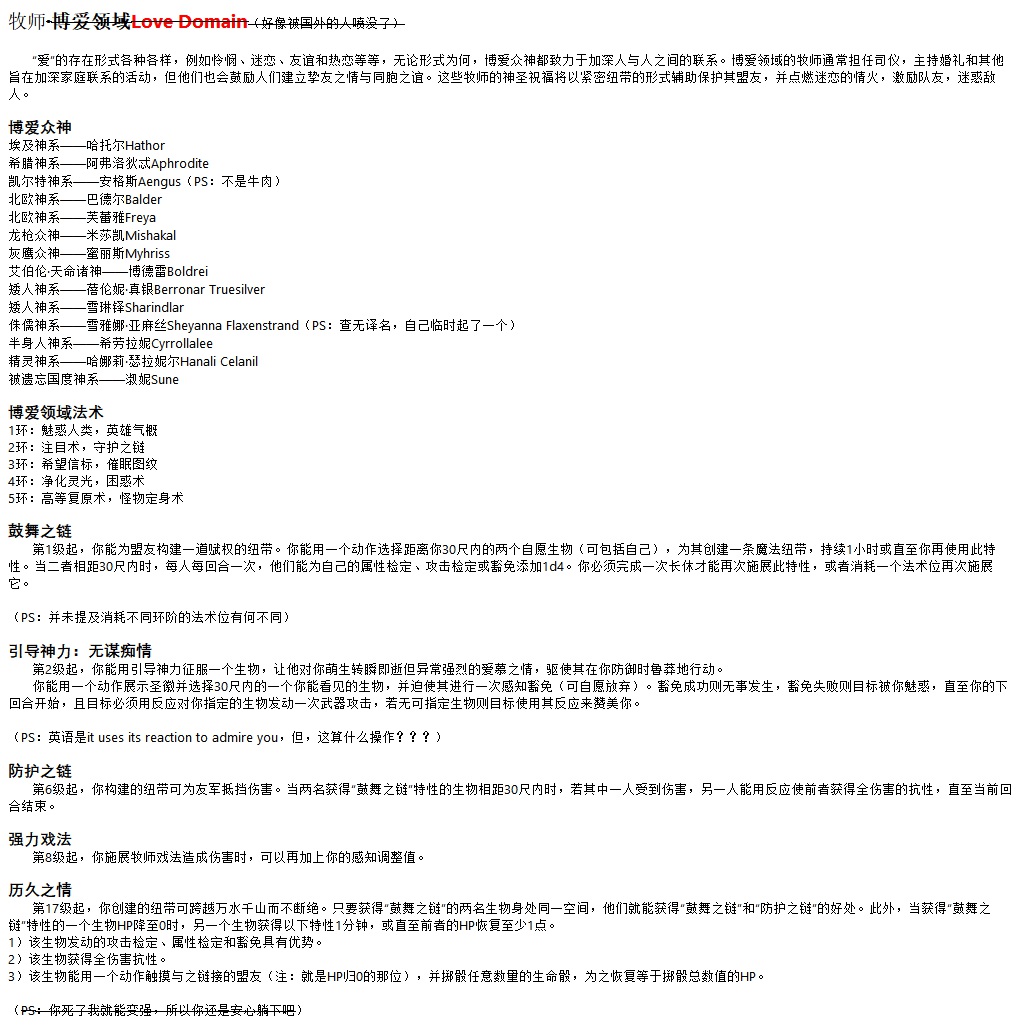 牧师·博爱领域Love Domain（好像被国外的人喷没了）
“爱”的存在形式各种各样，例如怜悯、迷恋、友谊和热恋等等，无论形式为何，博爱众神都致力于加深人与人之间的联系。博爱领域的牧师通常担任司仪，主持婚礼和其他
旨在加深家庭联系的活动，但他们也会鼓励人们建立挚友之情与同胞之谊。这些牧师的神圣祝福将以紧密纽带的形式辅助保护其盟友，并点燃迷恋的情火，激励队友，迷惑敌
人。
博爱众神
埃及神系——哈托尔Hathor
希腊神系——阿弗洛狄忒Aphrodite
凯尔特神系——安格斯Aengus（PS：不是牛肉）
北欧神系——巴德尔Balder
北欧神系——芙蕾雅Freya
龙枪众神——米莎凯Mishakal
灰鹰众神——蜜丽斯Myhriss
艾伯伦·天命诸神——博德雷Boldrei
矮人神系——蓓伦妮·真银Berronar Truesilver
矮人神系——雪琳铎Sharindlar
侏儒神系——雪雅娜·亚麻丝Sheyanna Flaxenstrand（PS：查无译名，自己临时起了一个）
半身人神系——希劳拉妮Cyrrollalee
精灵神系——哈娜莉·瑟拉妮尔Hanali Celanil
被遗忘国度神系——淑妮Sune
博爱领域法术
1环：魅惑人类，英雄气概
2环：注目术，守护之链
3环：希望信标，催眠图纹
4环：净化灵光，困惑术
5环：高等复原术，怪物定身术
鼓舞之链
第1级起，你能为盟友构建一道赋权的纽带。你能用一个动作选择距离你30尺内的两个自愿生物（可包括自己），为其创建一条魔法纽带，持续1小时或直至你再使用此特
性。当二者相距30尺内时，每人每回合一次，他们能为自己的属性检定、攻击检定或豁免添加1d4。你必须完成一次长休才能再次施展此特性，或者消耗一个法术位再次施展
它。
（PS：并未提及消耗不同环阶的法术位有何不同）
引导神力：无谋痴情
第2级起，你能用引导神力征服一个生物，让他对你萌生转瞬即逝但异常强烈的爱慕之情，驱使其在你防御时鲁莽地行动。
你能用一个动作展示圣徽并选择30尺内的一个你能看见的生物，并迫使其进行一次感知豁免（可自愿放弃）。豁免成功则无事发生，豁免失败则目标被你魅惑，直至你的下
回合开始，且目标必须用反应对你指定的生物发动一次武器攻击，若无可指定生物则目标使用其反应来赞美你。
（PS：英语是it uses its reaction to admire you，但，这算什么操作？？？）
防护之链
第6级起，你构建的纽带可为友军抵挡伤害。当两名获得“鼓舞之链”特性的生物相距30尺内时，若其中一人受到伤害，另一人能用反应使前者获得全伤害的抗性，直至当前回
合结束。
强力戏法
第8级起，你施展牧师戏法造成伤害时，可以再加上你的感知调整值。
历久之情
第17级起，你创建的纽带可跨越万水千山而不断绝。只要获得“鼓舞之链”的两名生物身处同一空间，他们就能获得“鼓舞之链”和“防护之链”的好处。此外，当获得“鼓舞之
链”特性的一个生物HP降至0时，另一个生物获得以下特性1分钟，或直至前者的HP恢复至少1点。
1）该生物发动的攻击检定、属性检定和豁免具有优势。
2）该生物获得全伤害抗性。
3）该生物能用一个动作触摸与之链接的盟友（注：就是HP归0的那位），并掷骰任意数量的生命骰，为之恢复等于掷骰总数值的HP。
（PS：你死了我就能变强，所以你还是安心躺下吧）